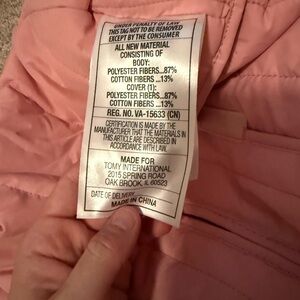 UNDER PENALTY OF LAW
THIS TAG NOT TO BE REMOVED
EXCEPT BY THE CONSUMER
ALL NEW MATERIAL
CONSISTING OF
BODY:
POLYESTER FIBERS...87%
COTTON FIBERS ...13%
COVER (1):
POLYESTER FIBERS...87%
COTTON FIBERS ...13%
REG. NO. VA-15633 (CN)
CERTIFICATION IS MADE BY THE
MANUFACTURER THAT THE MATERIALS IN
THIS ARTICLE ARE DESCRIBED IN
ACCORDANCE WITH LAW.
MADE FOR
TOMY INTERNATIONAL
2015 SPRING ROAD
OAK BROOK, IL 60523
DATE OF DELIVERY
MADE IN CHINA